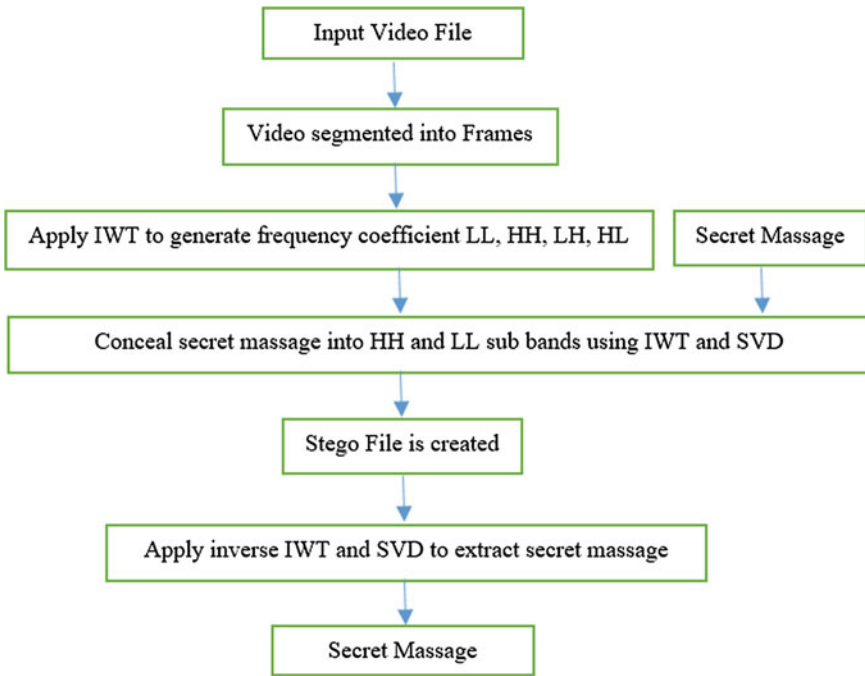 Input Video File
Video segmented into Frames
Apply IWT to generate frequency coefficient LL, HH, LH, HL
Secret Massage
Conceal secret massage into HH and LL sub bands using IWT and SVD
Stego File is created
Apply inverse IWT and SVD to extract secret massage
Secret Massage